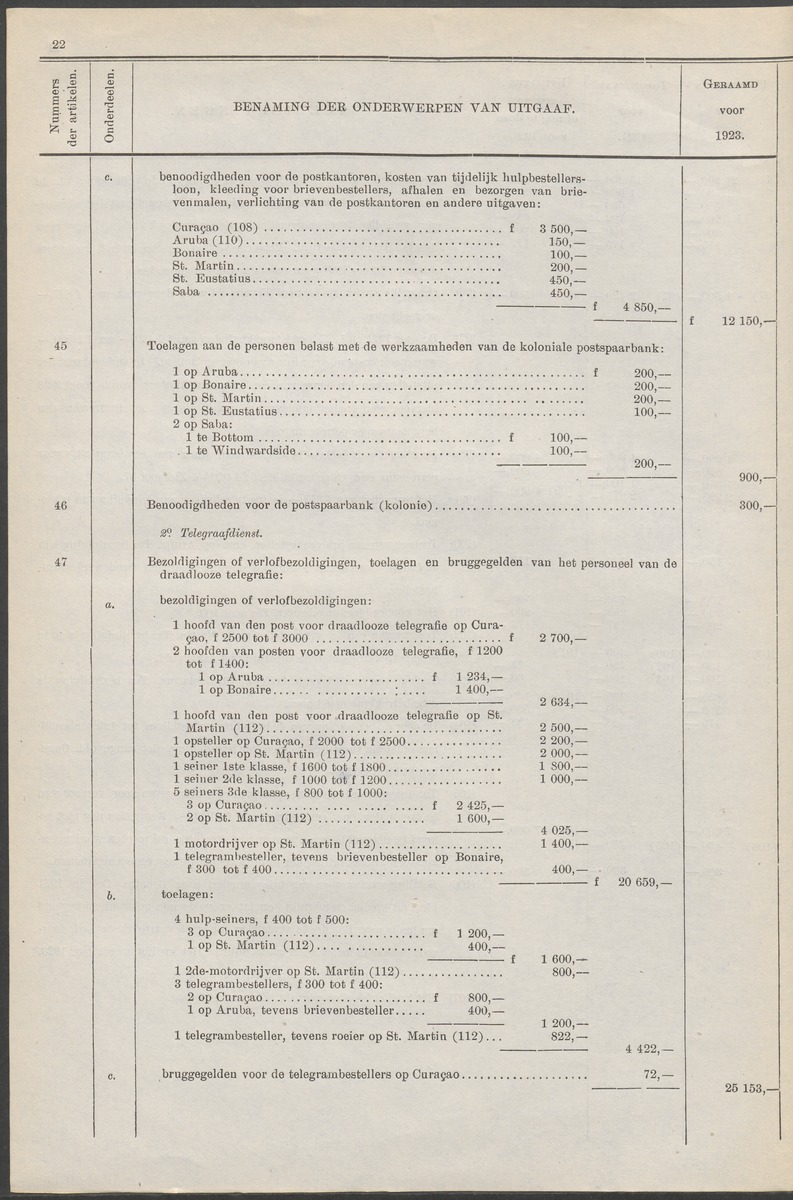 22
Nummers der artikelen.
Onderdeelen.
BENAMING DER ONDERWERPEN VAN UITGAAF.
GERAAMD
voor
1923.
c. benoodigdheden voor de postkantoren, kosten van tijdelijk hulpbestellers-
loon, kleeding voor brievenbestellers, afhalen en bezorgen van brie-
venmalen, verlichting van de postkantoren en andere uitgaven:
Curaçao (108) ..... f 3 500,—
Aruba (110) ..... 150,—
Bonaire ..... 100,—
St. Martin ..... 200,—
St. Eustatius ..... 450,—
Saba ..... 450,—
f 4 850,—
f 12 150,—
45 Toelagen aan de personen belast met de werkzaamheden van de koloniale postspaarbank:
1 op Aruba ..... f 200,—
1 op Bonaire ..... 200,—
1 op St. Martin ..... 200,—
1 op St. Eustatius ..... 100,—
2 op Saba:
1 te Bottom ..... f 100,—
1 te Windwardside ..... 100,—
200,—
900,—
46 Benoodigdheden voor de postspaarbank (kolonie) ..... 300,—
2º. Telegraafdienst.
47 Bezoldigingen of verlofbezoldigingen, toelagen en bruggegelden van het personeel van de
draadlooze telegrafie:
a. bezoldigingen of verlofbezoldigingen:
1 hoofd van den post voor draadlooze telegrafie op Cura-
çao, f 2500 tot f 3000 ..... f 2 700,—
2 hoofden van posten voor draadlooze telegrafie, f 1200
tot f 1400:
1 op Aruba ..... f 1 234,—
1 op Bonaire ..... 1 400,—
2 634,—
1 hoofd van den post voor draadlooze telegrafie op St.
Martin (112) ..... 2 500,—
1 opsteller op Curaçao, f 2000 tot f 2500 ..... 2 200,—
1 opsteller op St. Martin (112) ..... 2 000,—
1 seiner 1ste klasse, f 1600 tot f 1800 ..... 1 800,—
1 seiner 2de klasse, f 1000 tot f 1200 ..... 1 000,—
5 seiners 3de klasse, f 800 tot f 1000:
3 op Curaçao ..... f 2 425,—
2 op St. Martin (112) ..... 1 600,—
4 025,—
1 motordrijver op St. Martin (112) ..... 1 400,—
1 telegrambesteller, tevens brievenbesteller op Bonaire,
f 300 tot f 400 ..... 400,—
f 20 659,—
b. toelagen:
4 hulp-seiners, f 400 tot f 500:
3 op Curaçao ..... f 1 200,—
1 op St. Martin (112) ..... 400,—
f 1 600,—
1 2de-motordrijver op St. Martin (112) ..... 800,—
3 telegrambestellers, f 300 tot f 400:
2 op Curaçao ..... f 800,—
1 op Aruba, tevens brievenbesteller ..... 400,—
1 200,—
1 telegrambesteller, tevens roeier op St. Martin (112) ... 822,—
4 422,—
c. bruggegelden voor de telegrambestellers op Curaçao ..... 72,—
25 153,—